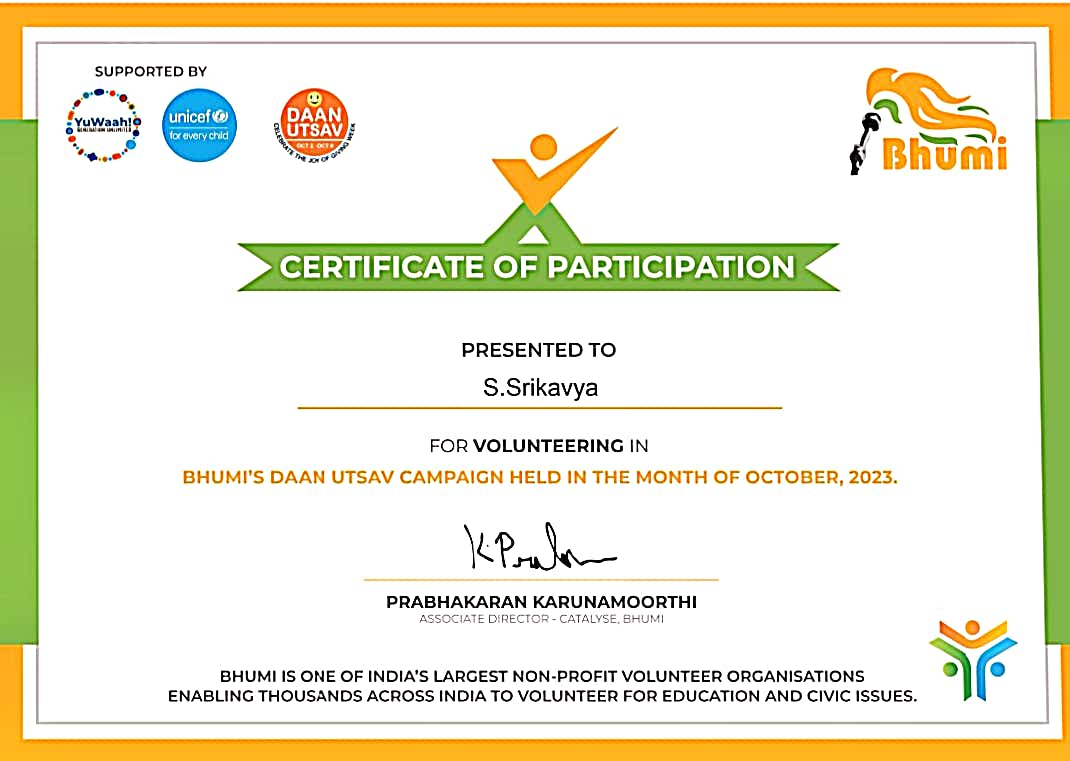 SUPPORTED BY
YuWaah!
GENERATION UNLIMITED
unicef
for every child
DAAN
UTSAV
OCT 2 OCT 8
CELEBRATE THE JOY OF GIVING WEEK
Bhumi
CERTIFICATE OF PARTICIPATION
PRESENTED TO
S.Srikavya
FOR VOLUNTEERING IN
BHUMI'S DAAN UTSAV CAMPAIGN HELD IN THE MONTH OF OCTOBER, 2023.
PRABHAKARAN KARUNAMOORTHI
ASSOCIATE DIRECTOR - CATALYSE, BHUMI
BHUMI IS ONE OF INDIA'S LARGEST NON-PROFIT VOLUNTEER ORGANISATIONS
ENABLING THOUSANDS ACROSS INDIA TO VOLUNTEER FOR EDUCATION AND CIVIC ISSUES.